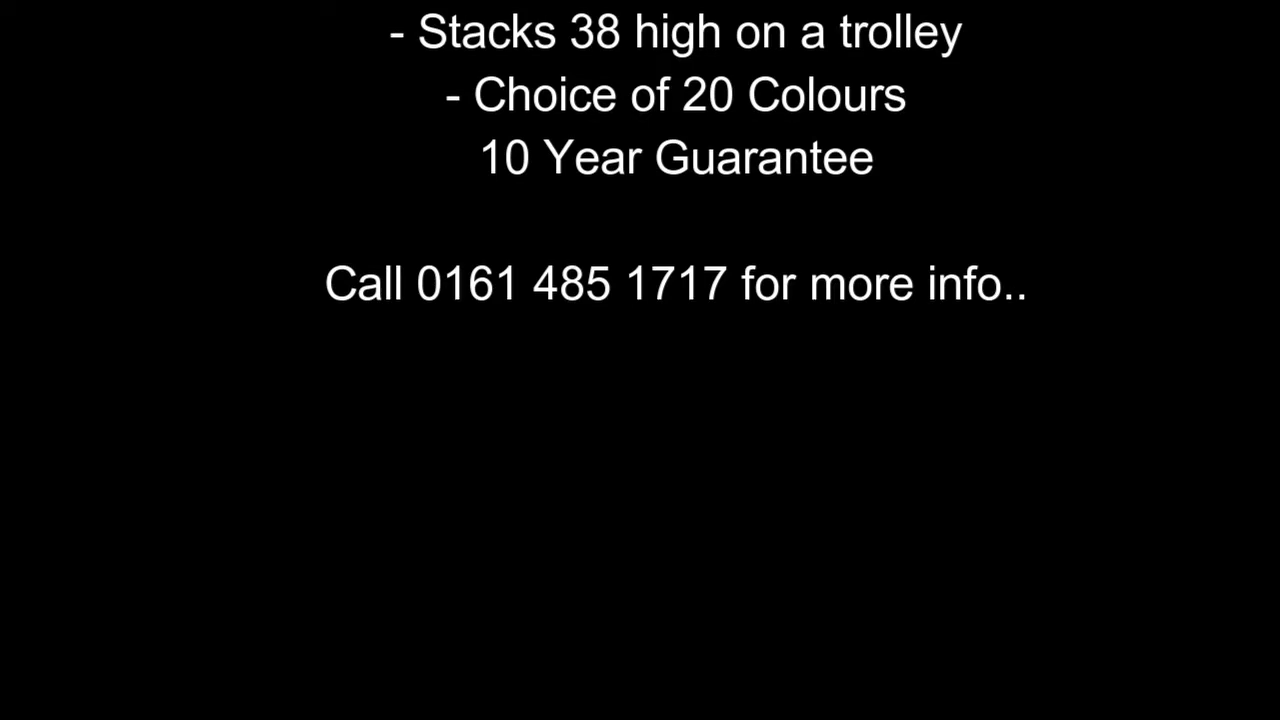 - Stacks 38 high on a trolley
- Choice of 20 Colours
10 Year Guarantee
Call 0161 485 1717 for more info..